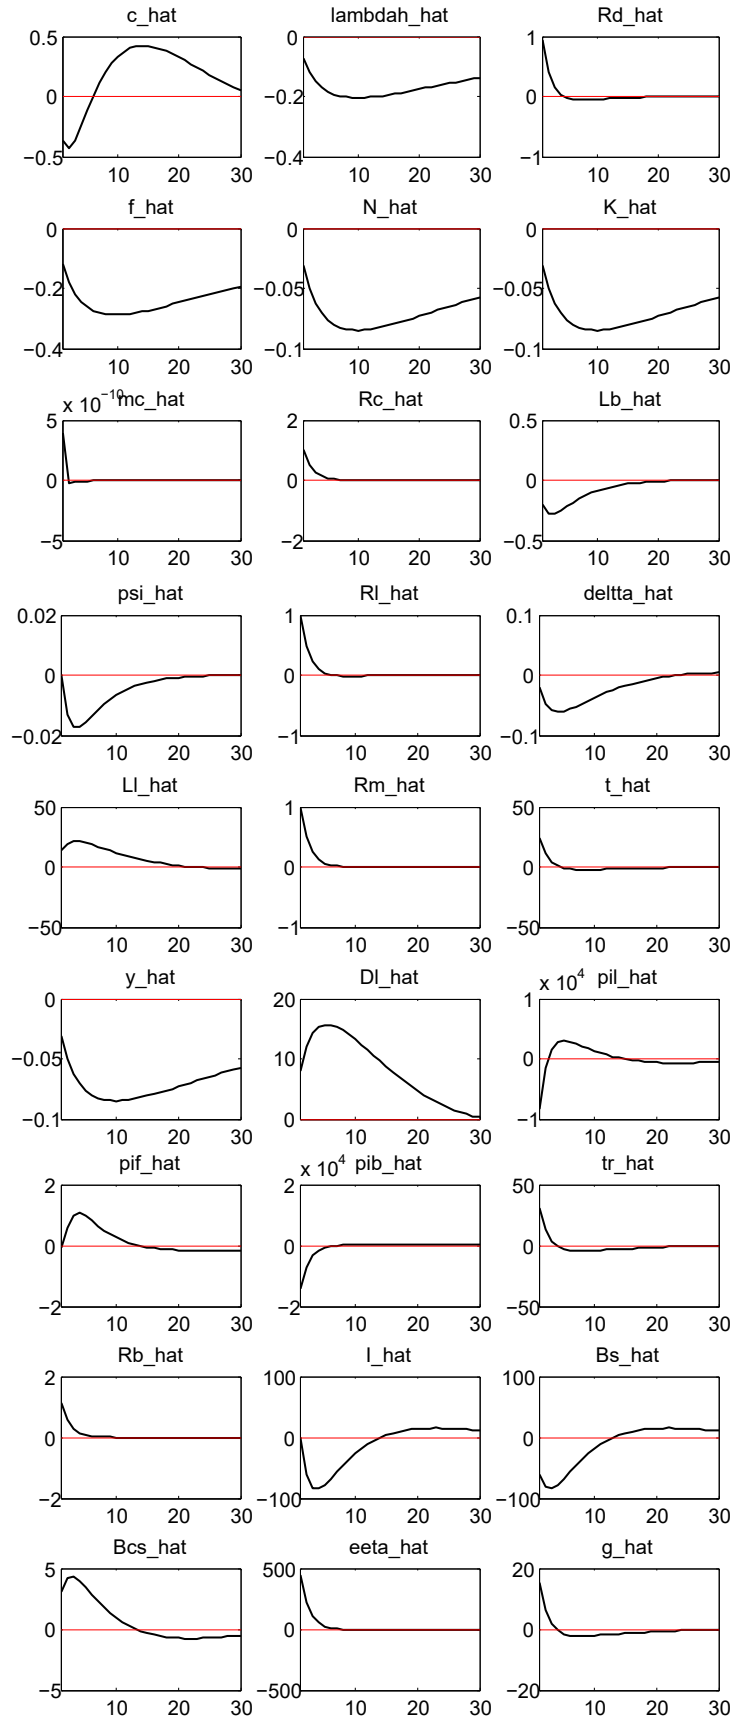 c_hat lambdah_hat Rd_hat
0.5 0 1
0 −0.2 0
−0.5 −0.4 −1
10 20 30 10 20 30 10 20 30
f_hat N_hat K_hat
0 0 0
−0.2 −0.05 −0.05
−0.4 −0.1 −0.1
10 20 30 10 20 30 10 20 30
x 10−10 mc_hat Rc_hat Lb_hat
5 2 0.5
0 0 0
−5 −2 −0.5
10 20 30 10 20 30 10 20 30
psi_hat Rl_hat deltta_hat
0.02 1 0.1
0 0 0
−0.02 −1 −0.1
10 20 30 10 20 30 10 20 30
Ll_hat Rm_hat t_hat
50 1 50
0 0 0
−50 −1 −50
10 20 30 10 20 30 10 20 30
y_hat Dl_hat x 10^4 pil_hat
0 20 1
−0.05 10 0
−0.1 0 −1
10 20 30 10 20 30 10 20 30
pif_hat x 10^4 pib_hat tr_hat
2 2 50
0 0 0
−2 −2 −50
10 20 30 10 20 30 10 20 30
Rb_hat I_hat Bs_hat
2 100 100
0 0 0
−2 −100 −100
10 20 30 10 20 30 10 20 30
Bcs_hat eeta_hat g_hat
5 500 20
0 0 0
−5 −500 −20
10 20 30 10 20 30 10 20 30